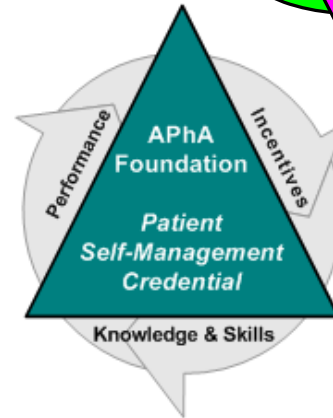 Performance
Incentives
APhA
Foundation
Patient
Self-Management
Credential
Knowledge & Skills